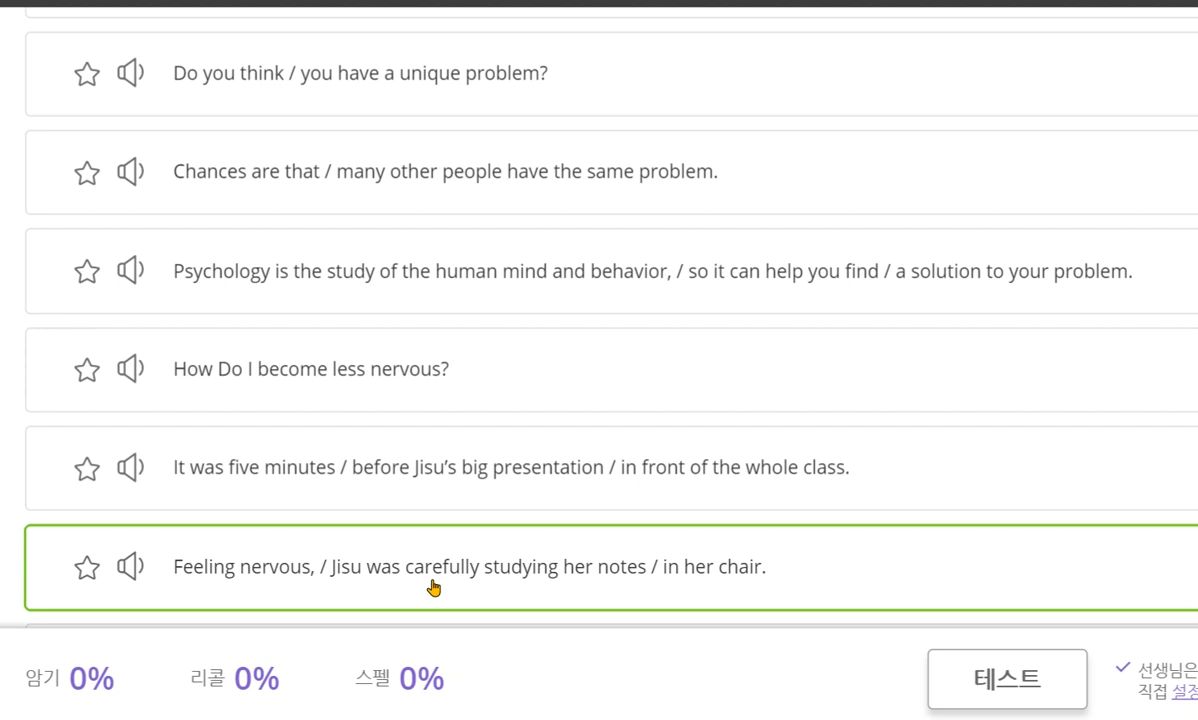 Do you think / you have a unique problem?
Chances are that / many other people have the same problem.
Psychology is the study of the human mind and behavior, / so it can help you find / a solution to your problem.
How Do I become less nervous?
It was five minutes / before Jisu’s big presentation / in front of the whole class.
Feeling nervous, / Jisu was carefully studying her notes / in her chair.
암기 0% 리콜 0% 스펠 0% 테스트
선생님은
직접 설정